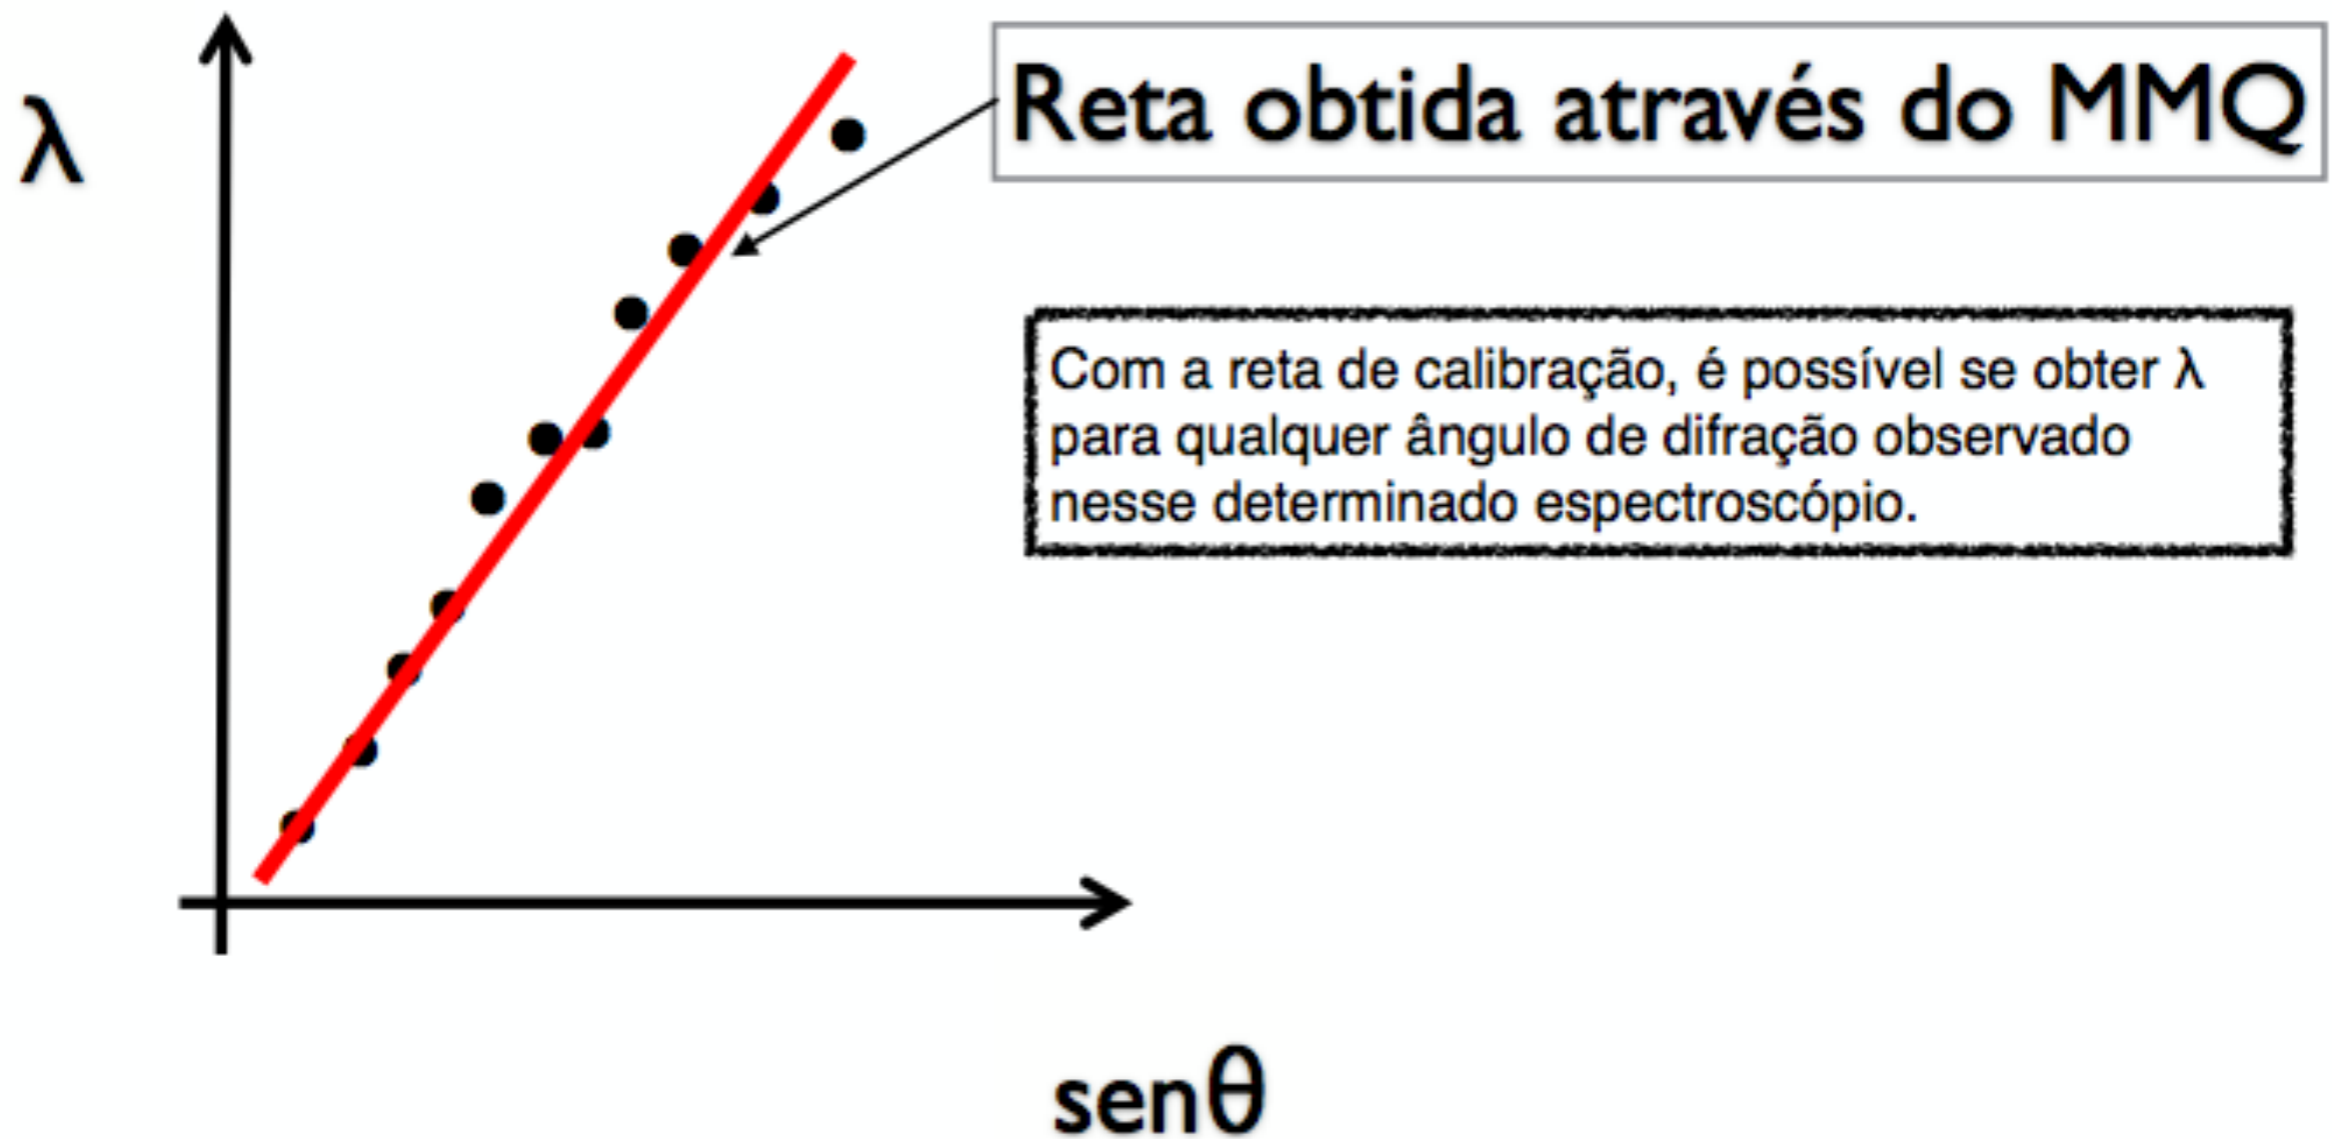 λ
Reta obtida através do MMQ
Com a reta de calibração, é possível se obter λ
para qualquer ângulo de difração observado
nesse determinado espectroscópio.
senθ